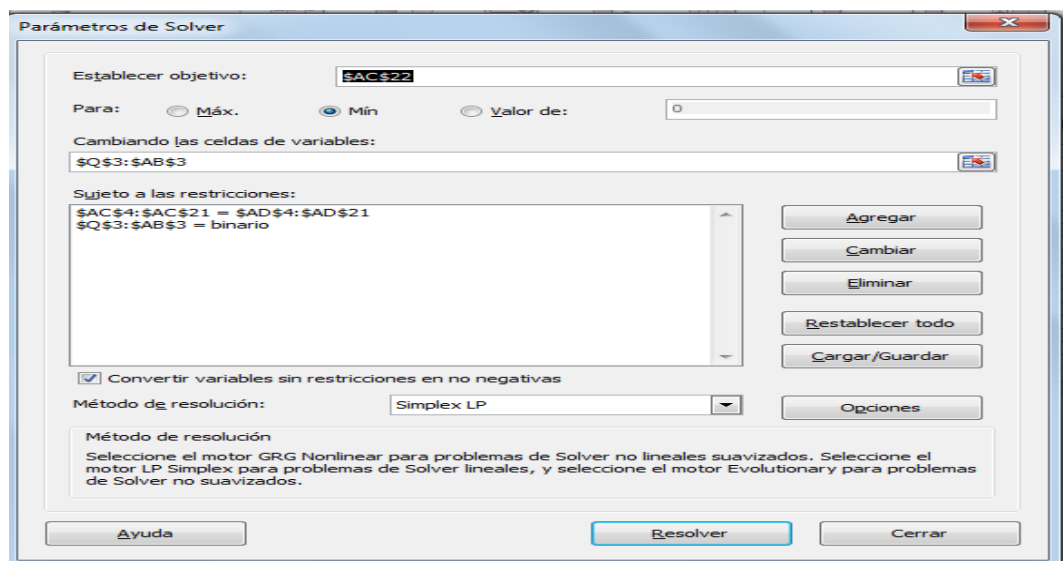 Parámetros de Solver
Establecer objetivo: $AC$22
Para: Máx. Mín Valor de: 0
Cambiando las celdas de variables:
$Q$3:$AB$3
Sujeto a las restricciones:
$AC$4:$AC$21 = $AD$4:$AD$21
$Q$3:$AB$3 = binario
Agregar
Cambiar
Eliminar
Restablecer todo
Cargar/Guardar
Convertir variables sin restricciones en no negativas
Método de resolución: Simplex LP
Opciones
Método de resolución
Seleccione el motor GRG Nonlinear para problemas de Solver no lineales suavizados. Seleccione el
motor LP Simplex para problemas de Solver lineales, y seleccione el motor Evolutionary para problemas
de Solver no suavizados.
Ayuda Resolver Cerrar